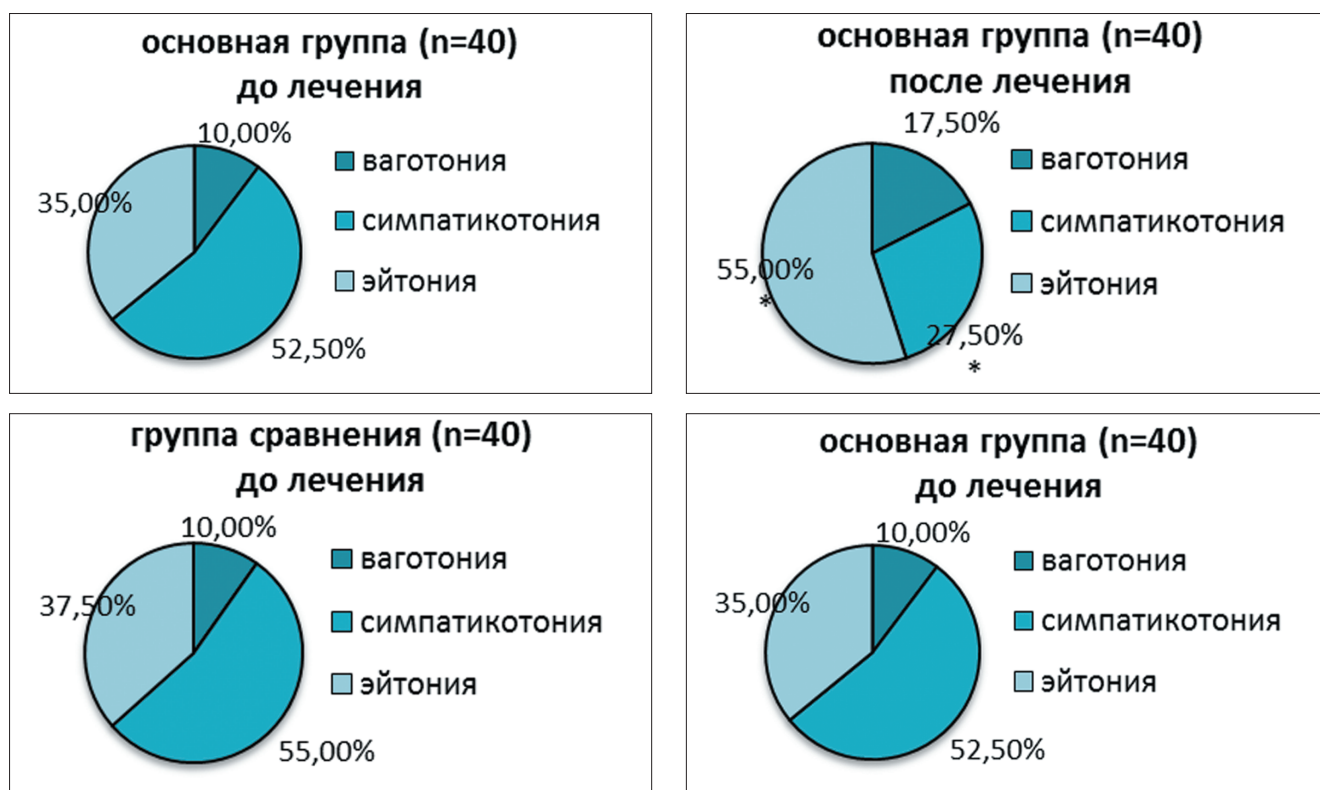 основная группа (n=40)
до лечения
10,00%
35,00%
52,50%
ваготония
симпатикотония
эйтония
основная группа (n=40)
после лечения
17,50%
55,00%
*
27,50%
*
ваготония
симпатикотония
эйтония
группа сравнения (n=40)
до лечения
10,00%
37,50%
55,00%
ваготония
симпатикотония
эйтония
основная группа (n=40)
до лечения
10,00%
35,00%
52,50%
ваготония
симпатикотония
эйтония